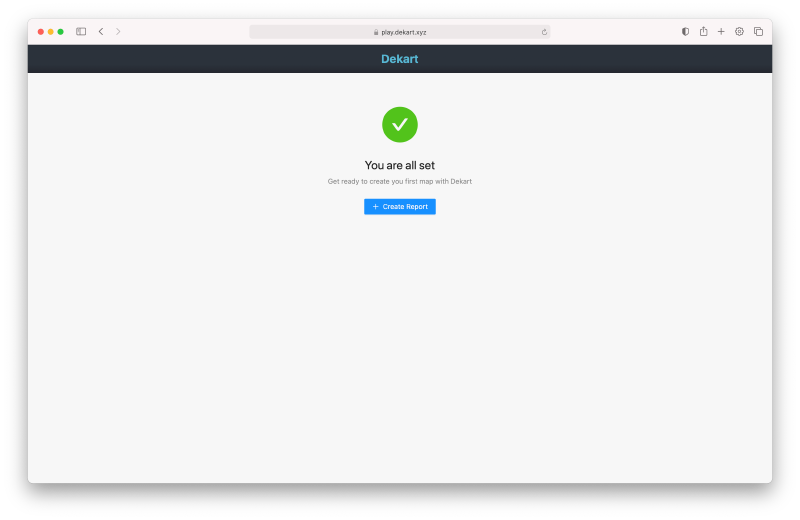 play.dekart.xyz
Dekart
You are all set
Get ready to create you first map with Dekart
+ Create Report